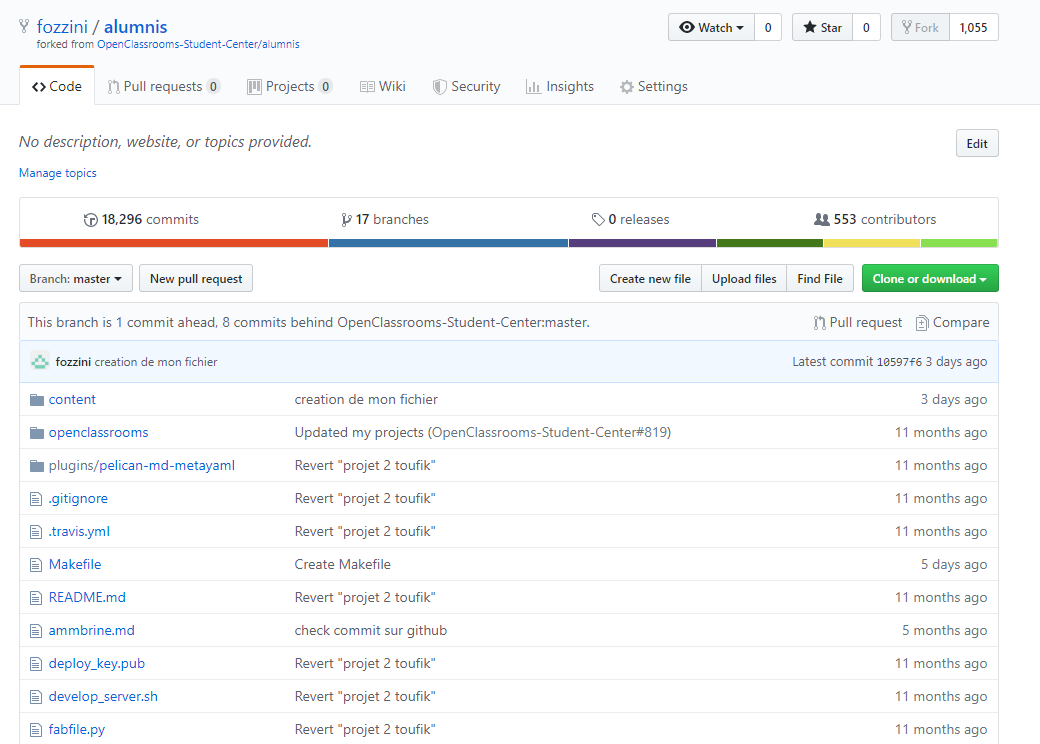 fozzini / alumnis
forked from OpenClassrooms-Student-Center/alumnis
Watch 0 Star 0 Fork 1,055
Code Pull requests 0 Projects 0 Wiki Security Insights Settings
No description, website, or topics provided. Edit
Manage topics
18,296 commits 17 branches 0 releases 553 contributors
Branch: master New pull request Create new file Upload files Find File Clone or download
This branch is 1 commit ahead, 8 commits behind OpenClassrooms-Student-Center:master. Pull request Compare
fozzini creation de mon fichier Latest commit 10597f6 3 days ago
content creation de mon fichier 3 days ago
openclassrooms Updated my projects (OpenClassrooms-Student-Center#819) 11 months ago
plugins/pelican-md-metayaml Revert "projet 2 toufik" 11 months ago
.gitignore Revert "projet 2 toufik" 11 months ago
.travis.yml Revert "projet 2 toufik" 11 months ago
Makefile Create Makefile 5 days ago
README.md Revert "projet 2 toufik" 11 months ago
ammbrine.md check commit sur github 5 months ago
deploy_key.pub Revert "projet 2 toufik" 11 months ago
develop_server.sh Revert "projet 2 toufik" 11 months ago
fabfile.py Revert "projet 2 toufik" 11 months ago